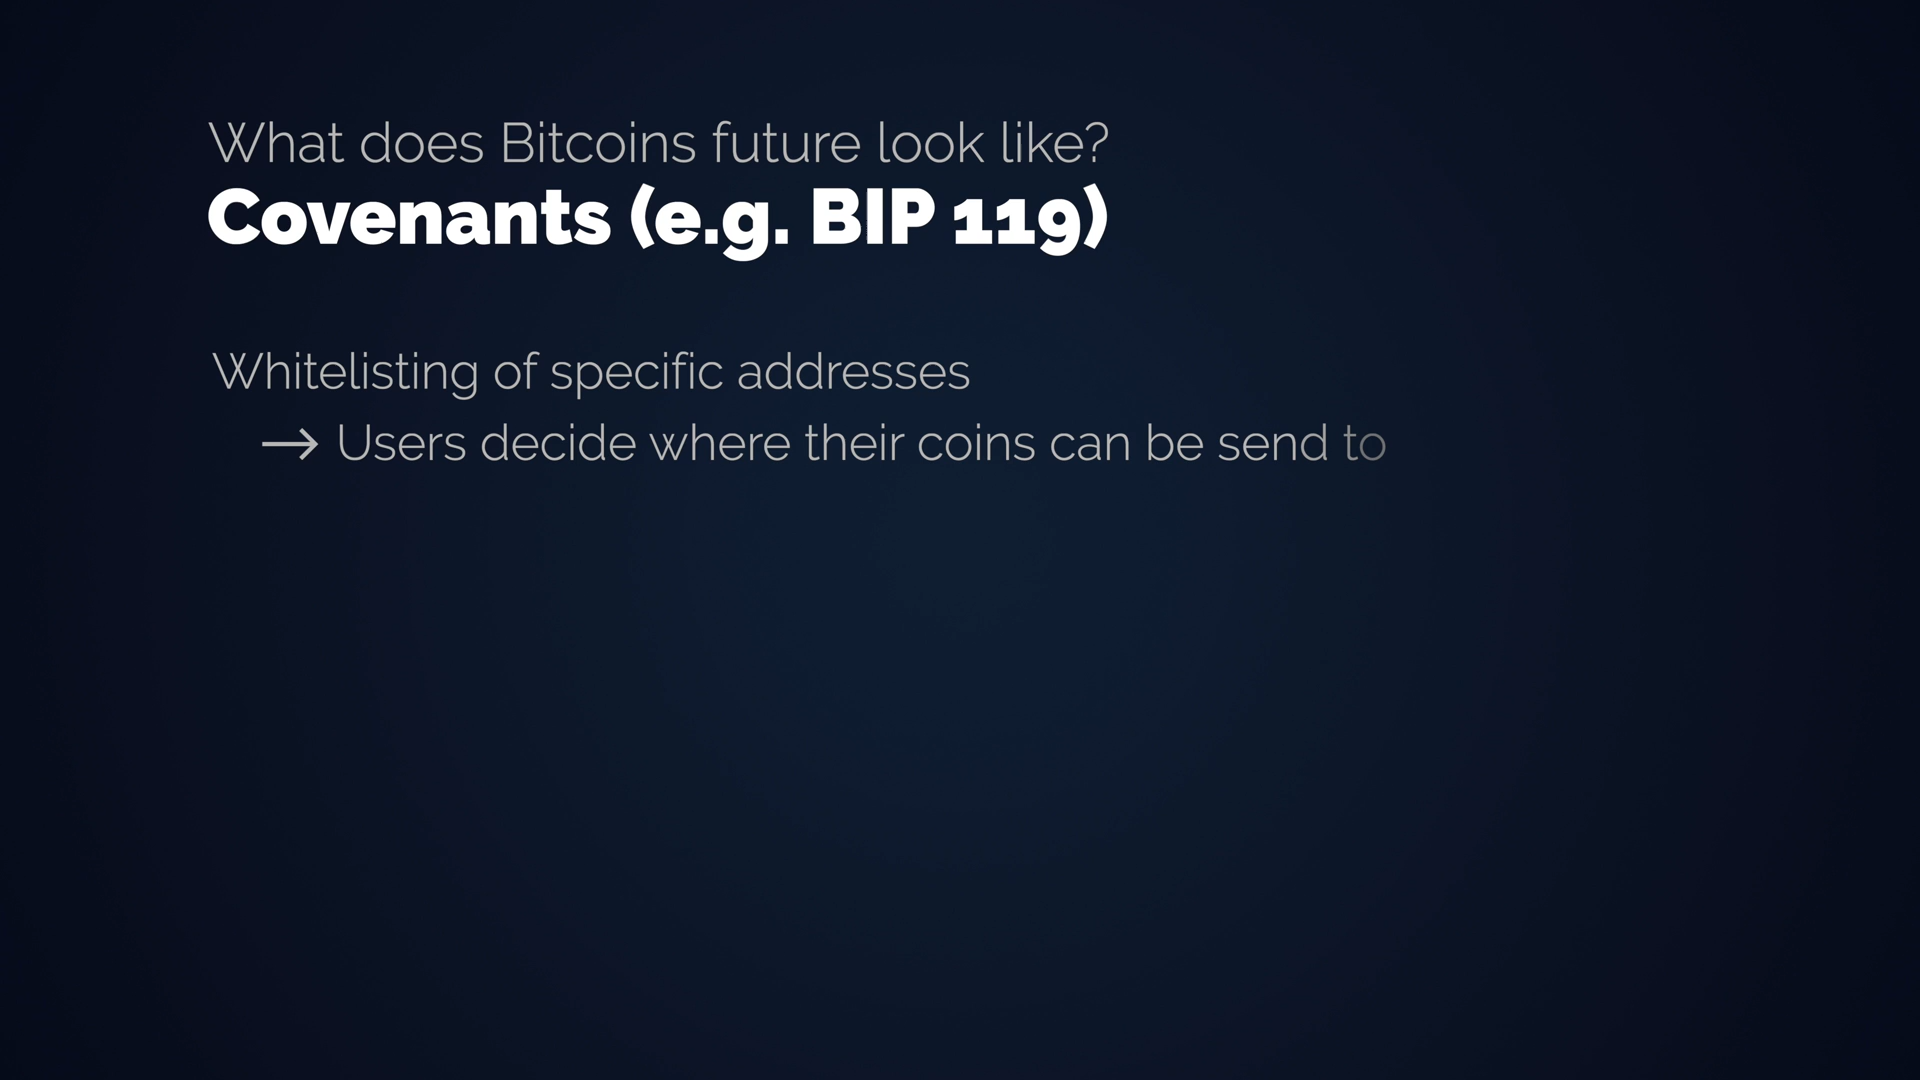 What does Bitcoins future look like?
Covenants (e.g. BIP 119)
Whitelisting of specific addresses
→ Users decide where their coins can be send to